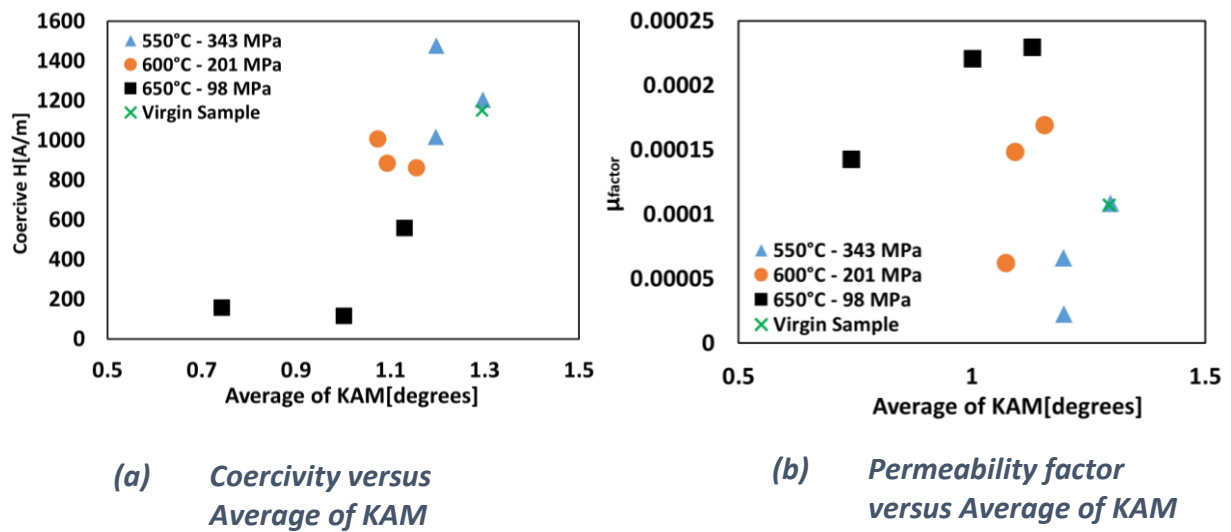 1600
1400
1200
1000
800
600
400
200
0
Coercive H[A/m]
550°C - 343 MPa
600°C - 201 MPa
650°C - 98 MPa
Virgin Sample
0.5 0.7 0.9 1.1 1.3 1.5
Average of KAM[degrees]
(a) Coercivity versus
Average of KAM
0.00025
0.0002
0.00015
0.0001
0.00005
0
µfactor
550°C - 343 MPa
600°C - 201 MPa
650°C - 98 MPa
Virgin Sample
0.5 1 1.5
Average of KAM[degrees]
(b) Permeability factor
versus Average of KAM